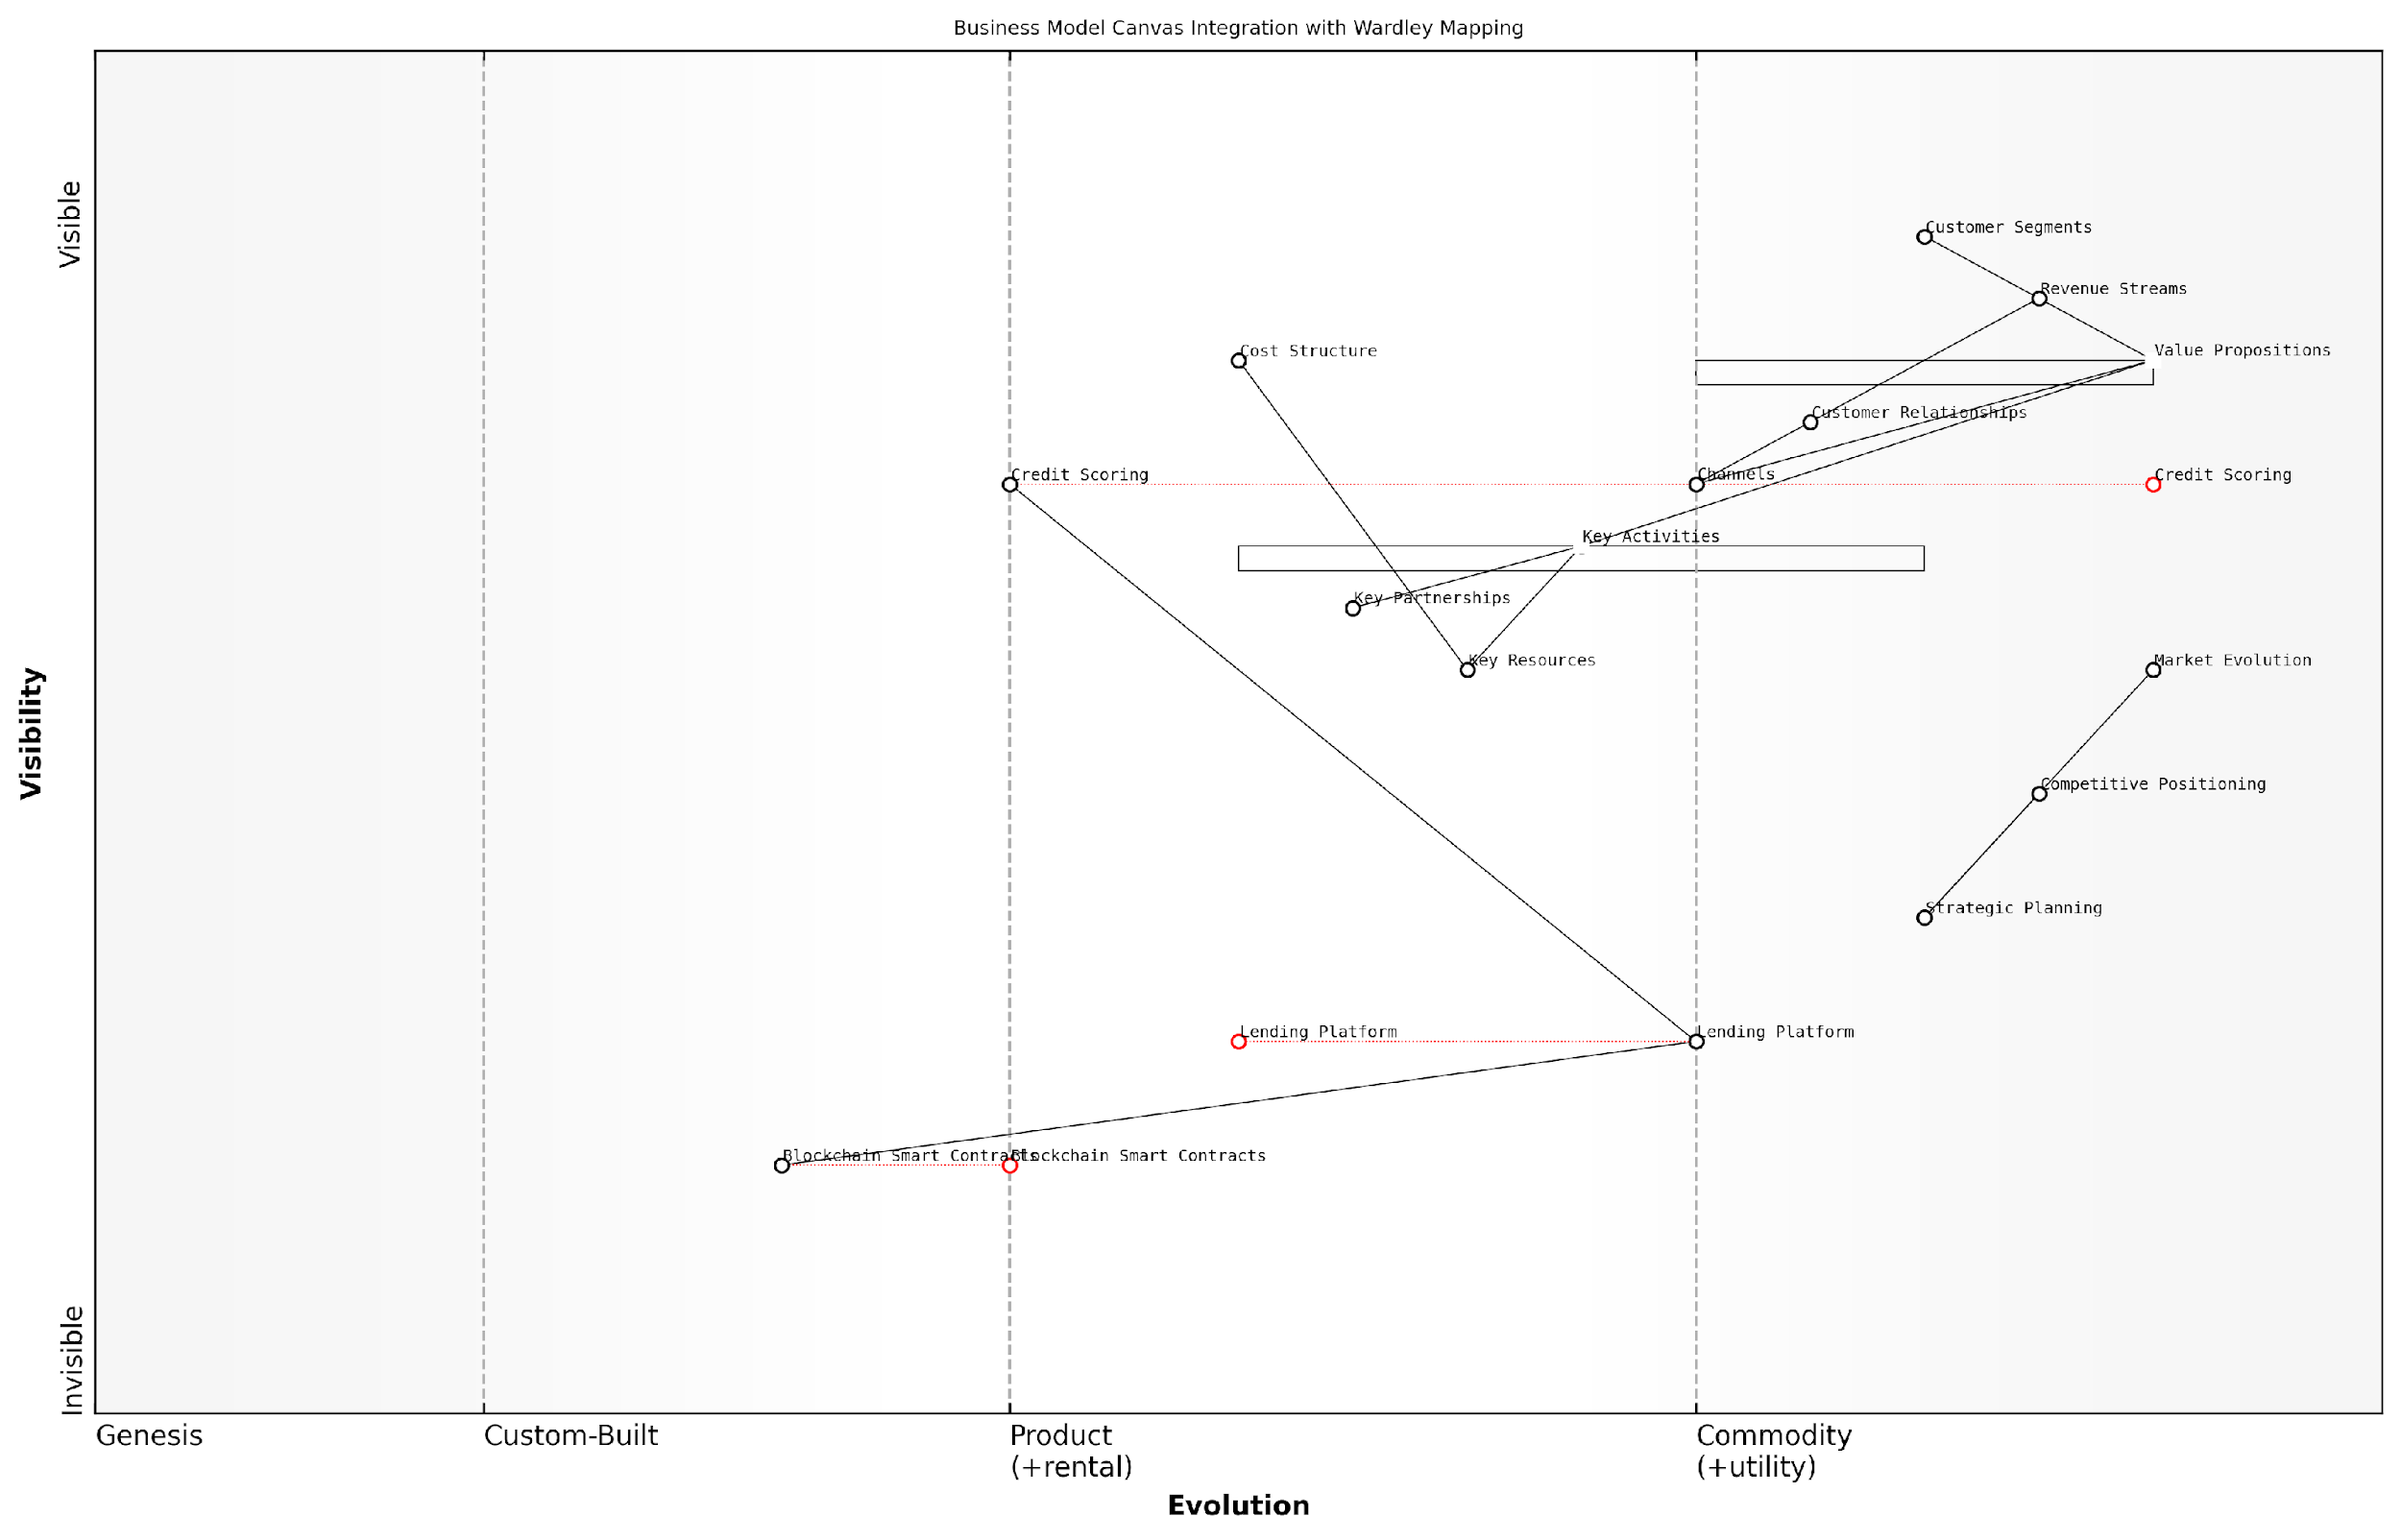 Business Model Canvas Integration with Wardley Mapping
Visible
Customer Segments
Revenue Streams
Cost Structure
Value Propositions
Customer Relationships
Credit Scoring
Channels
Credit Scoring
Key Activities
Key Partnerships
Key Resources
Market Evolution
Visibility
Competitive Positioning
Strategic Planning
Lending Platform
Lending Platform
Blockchain Smart Contracts
Blockchain Smart Contracts
Invisible
Genesis
Custom-Built
Product
(+rental)
Commodity
(+utility)
Evolution